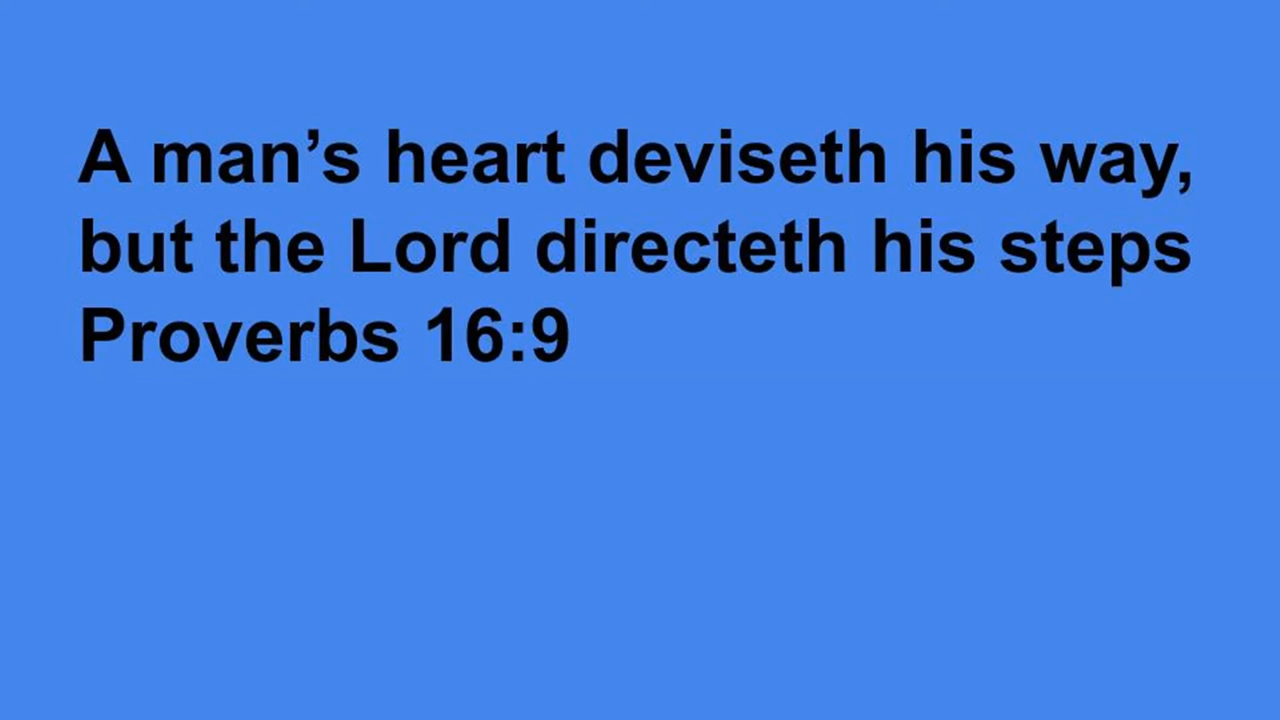 A man’s heart deviseth his way,
but the Lord directeth his steps
Proverbs 16:9